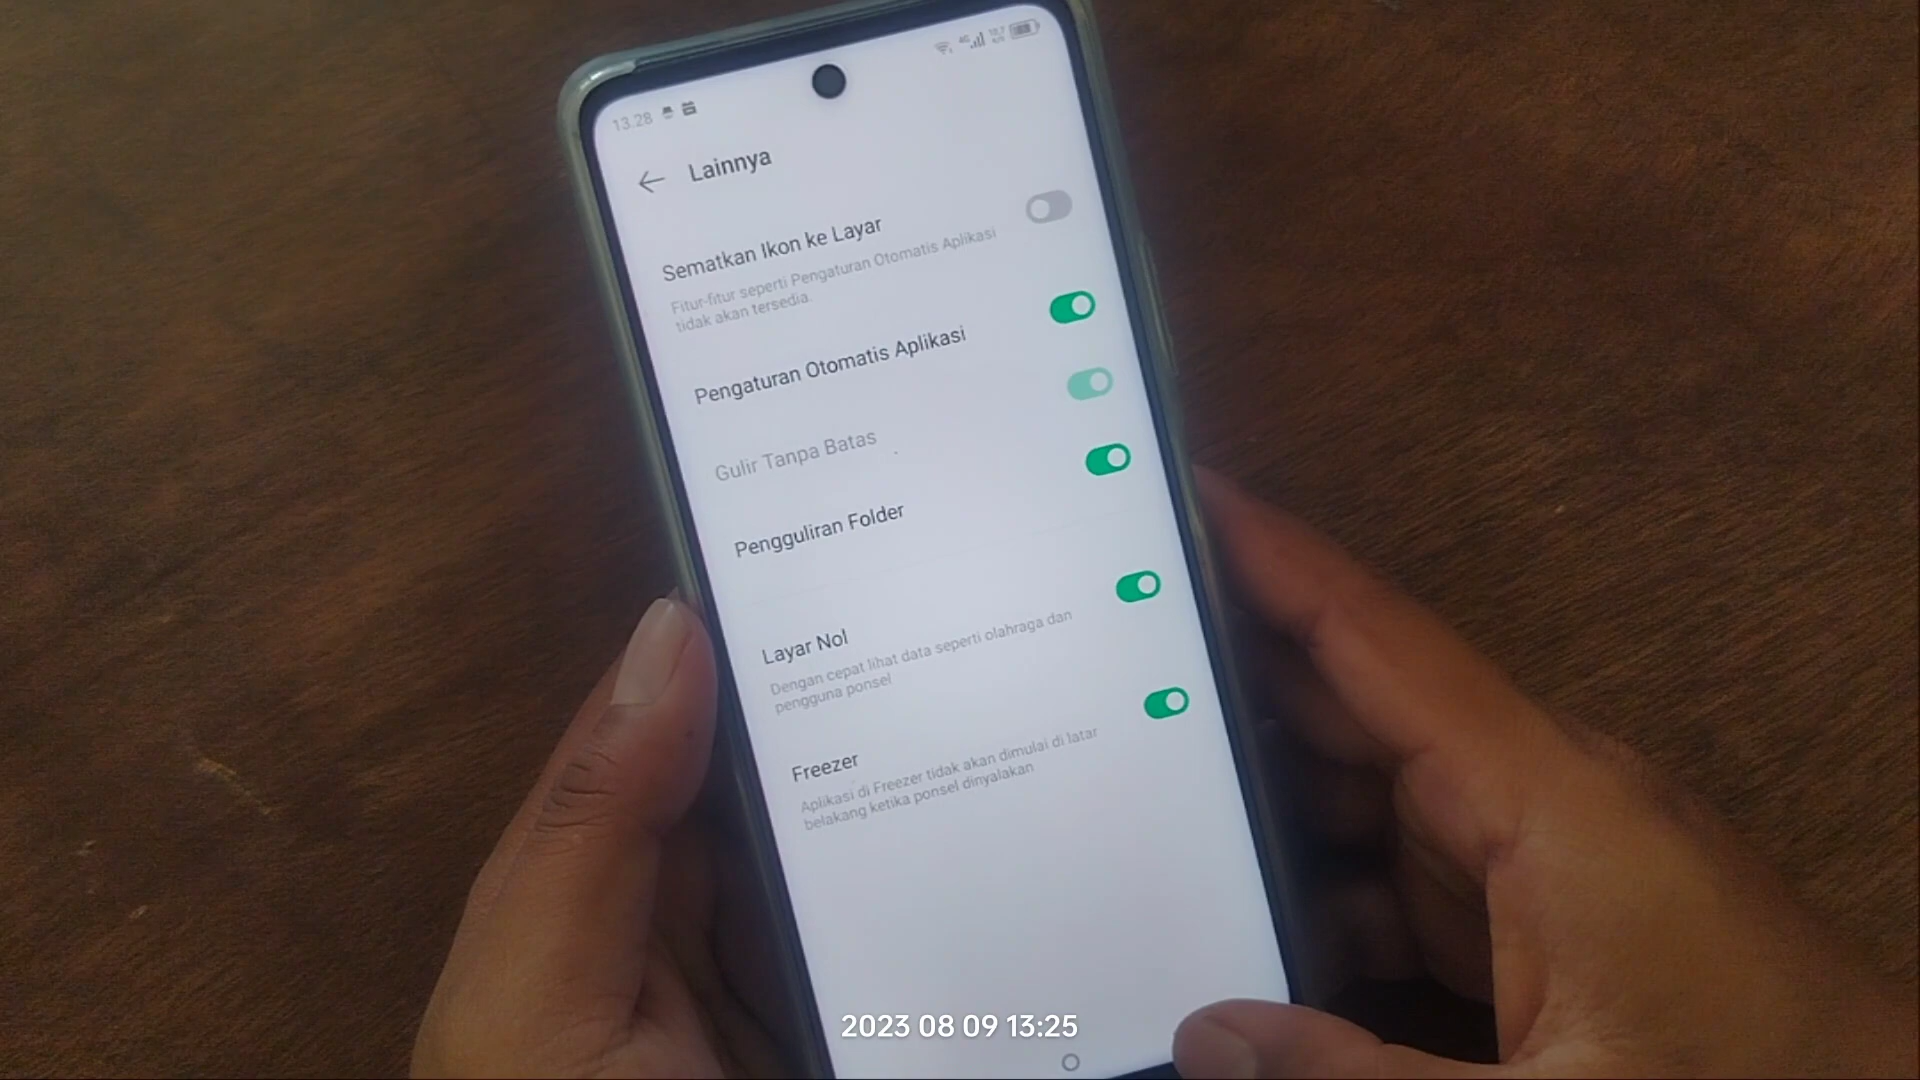 13.28
4G
Lainnya
Sematkan Ikon ke Layar
Fitur-fitur seperti Pengaturan Otomatis Aplikasi
tidak akan tersedia.
Pengaturan Otomatis Aplikasi
Gulir Tanpa Batas
Pengguliran Folder
Layar Nol
Dengan cepat lihat data seperti olahraga dan
pengguna ponsel
Freezer
Aplikasi di Freezer tidak akan dimulai di latar
belakang ketika ponsel dinyalakan
2023 08 09 13:25